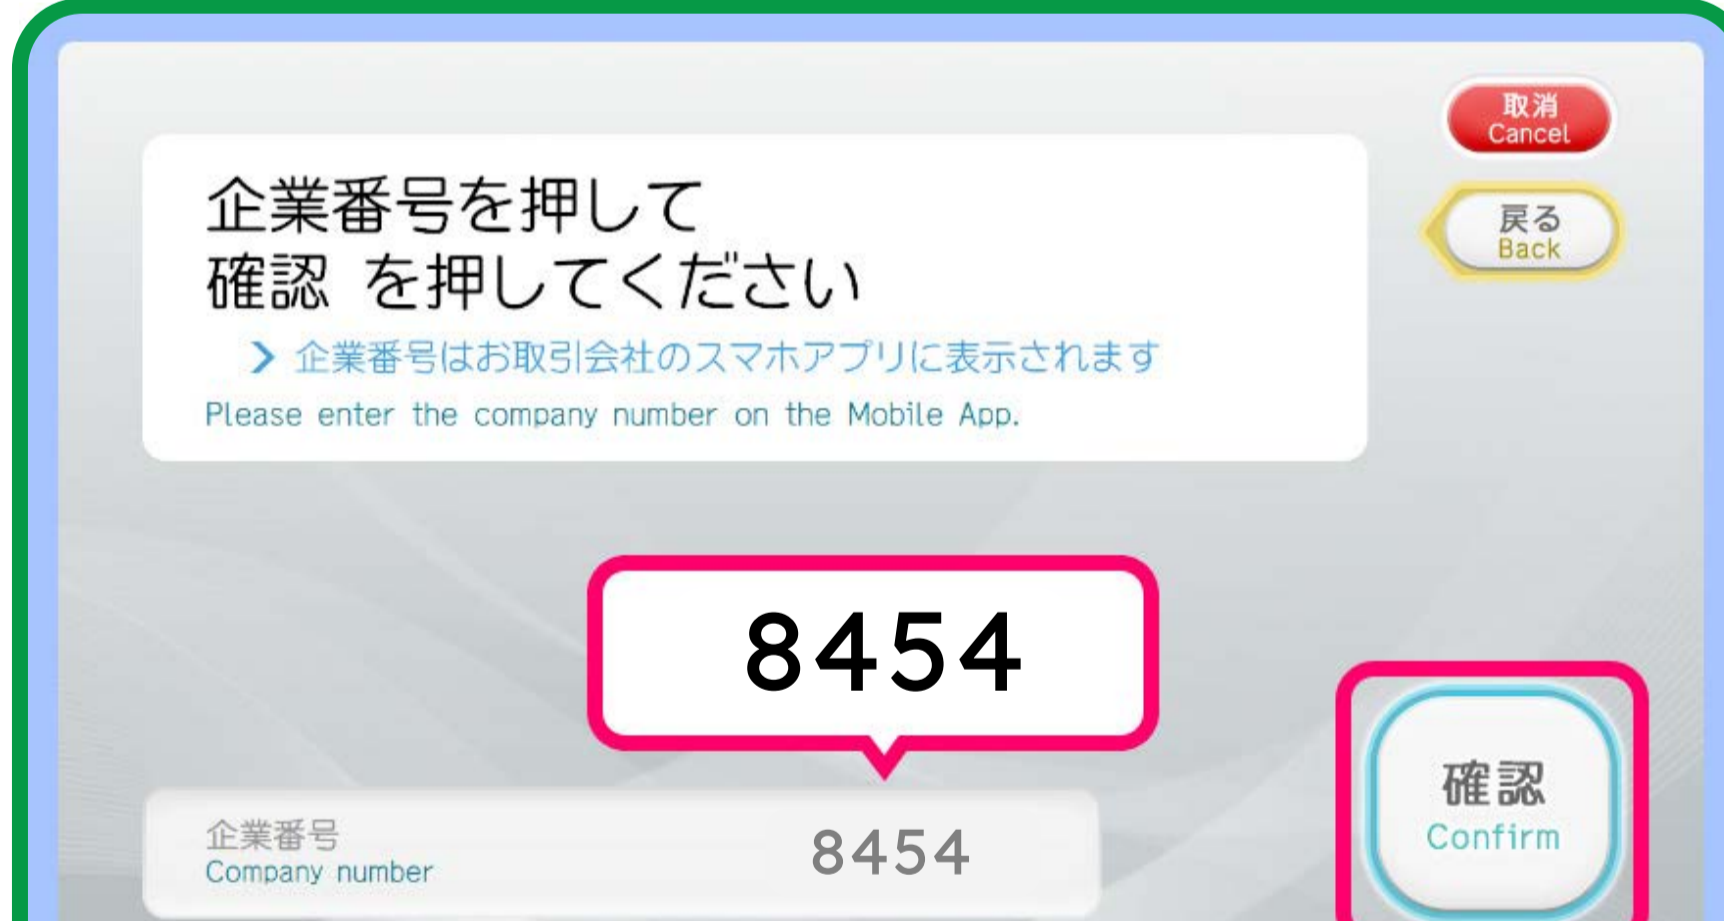 取消
Cancel
企業番号を押して
確認 を押してください
戻る
Back
> 企業番号はお取引会社のスマホアプリに表示されます
Please enter the company number on the Mobile App.
8454
企業番号
Company number
8454
確認
Confirm